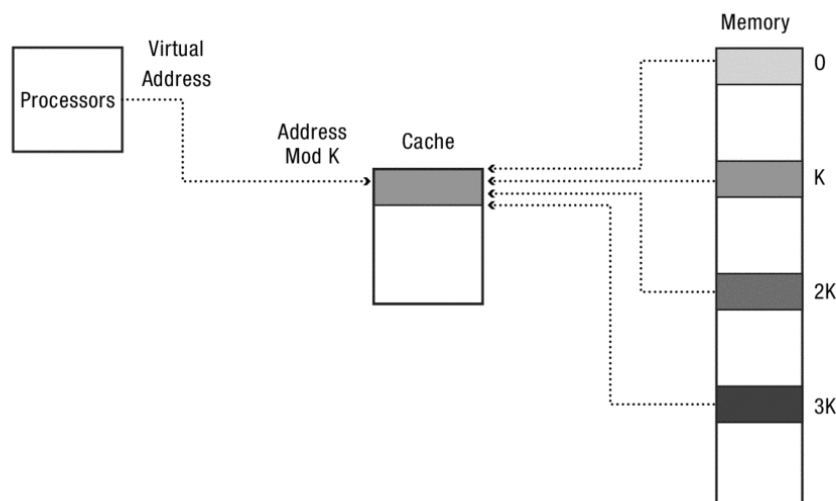 Memory
Virtual
Address
Processors
0
Address
Mod K
Cache
K
2K
3K